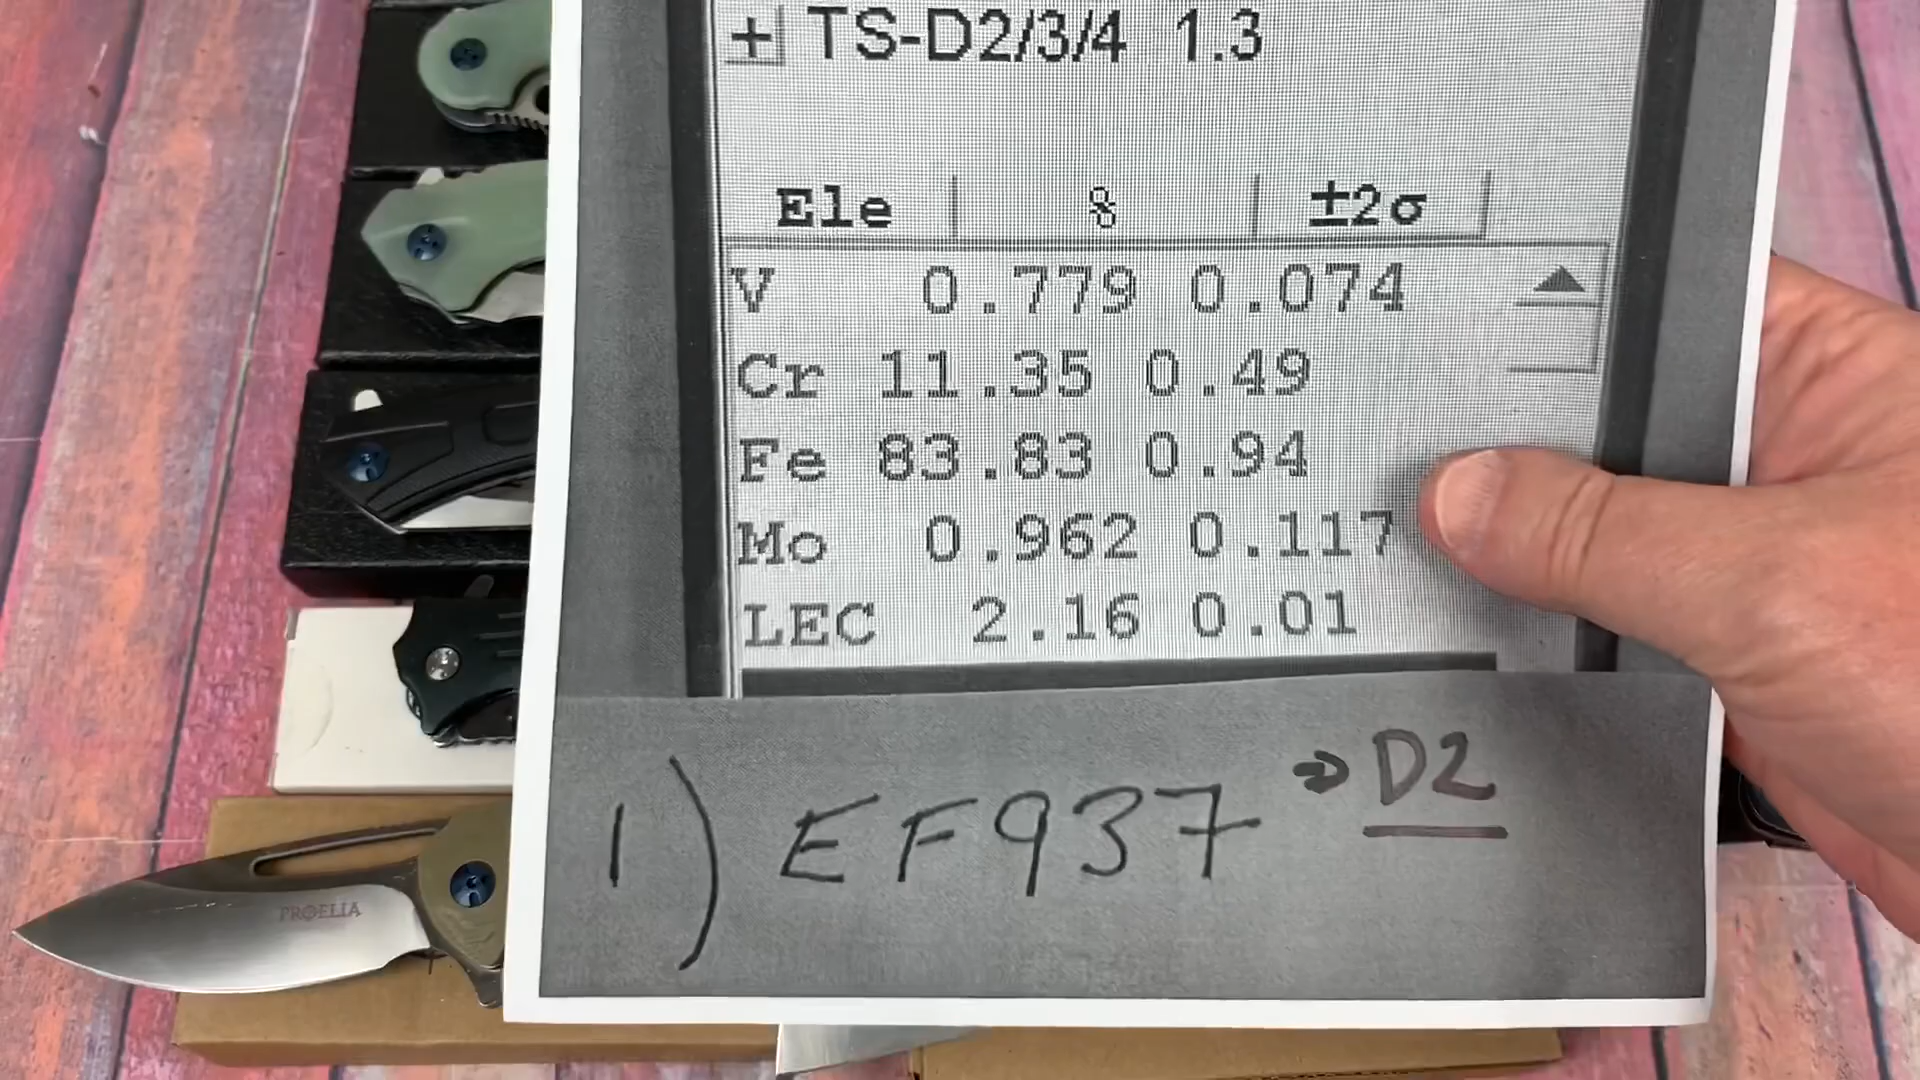 + TS-D2/3/4 1.3
Ele % ±2σ
V 0.779 0.074
Cr 11.35 0.49
Fe 83.83 0.94
Mo 0.962 0.117
LEC 2.16 0.01
1) EF937 → D2
PROELIA